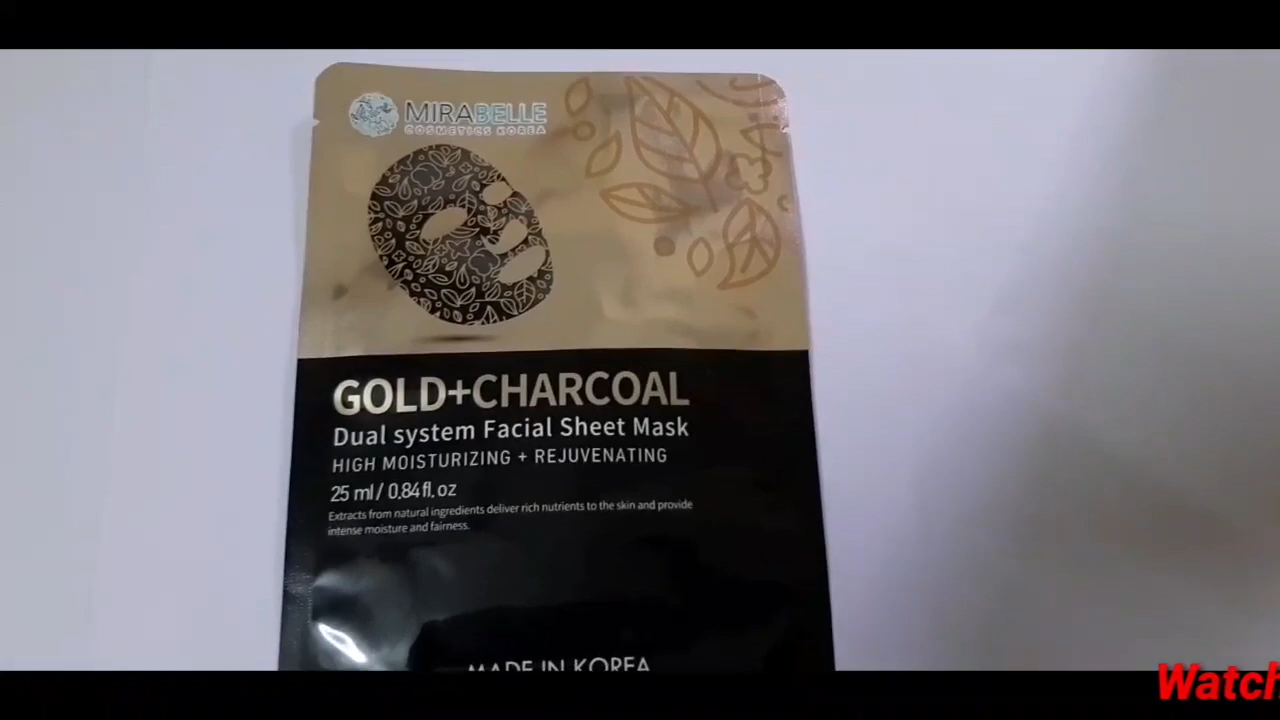 MIRABELLE
COSMETICS KOREA
GOLD+CHARCOAL
Dual system Facial Sheet Mask
HIGH MOISTURIZING + REJUVENATING
25 ml / 0.84 fl. oz
Extracts from natural ingredients deliver rich nutrients to the skin and provide
intense moisture and fairness.
MADE IN KOREA
Watch